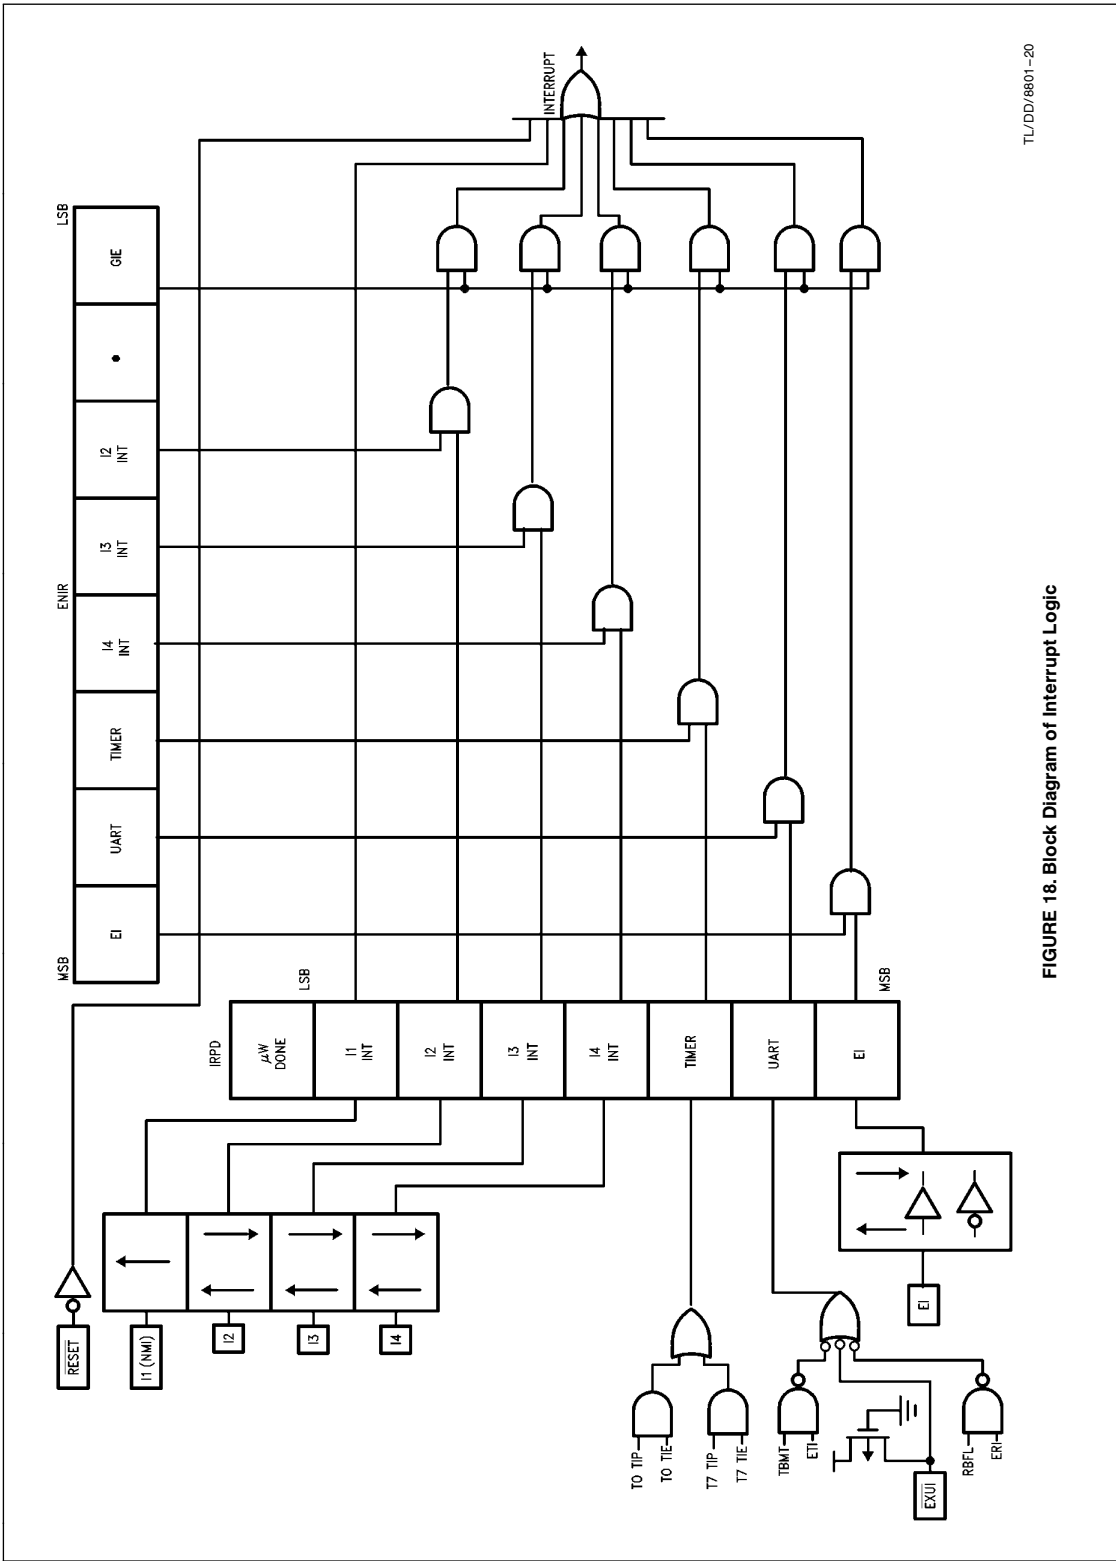 RESET
I1 (NMI)
I2
I3
I4
T0 TIP
T0 TIE
T7 TIP
T7 TIE
TBMT
ETI
EXUI
RBFL
ERI
EI
IRPD
LSB
µW
DONE
I1
INT
I2
INT
I3
INT
I4
INT
TIMER
UART
EI
MSB
ENIR
MSB
LSB
EI
UART
TIMER
I4
INT
I3
INT
I2
INT
GIE
INTERRUPT
TL/DD/8801–20
FIGURE 18. Block Diagram of Interrupt Logic